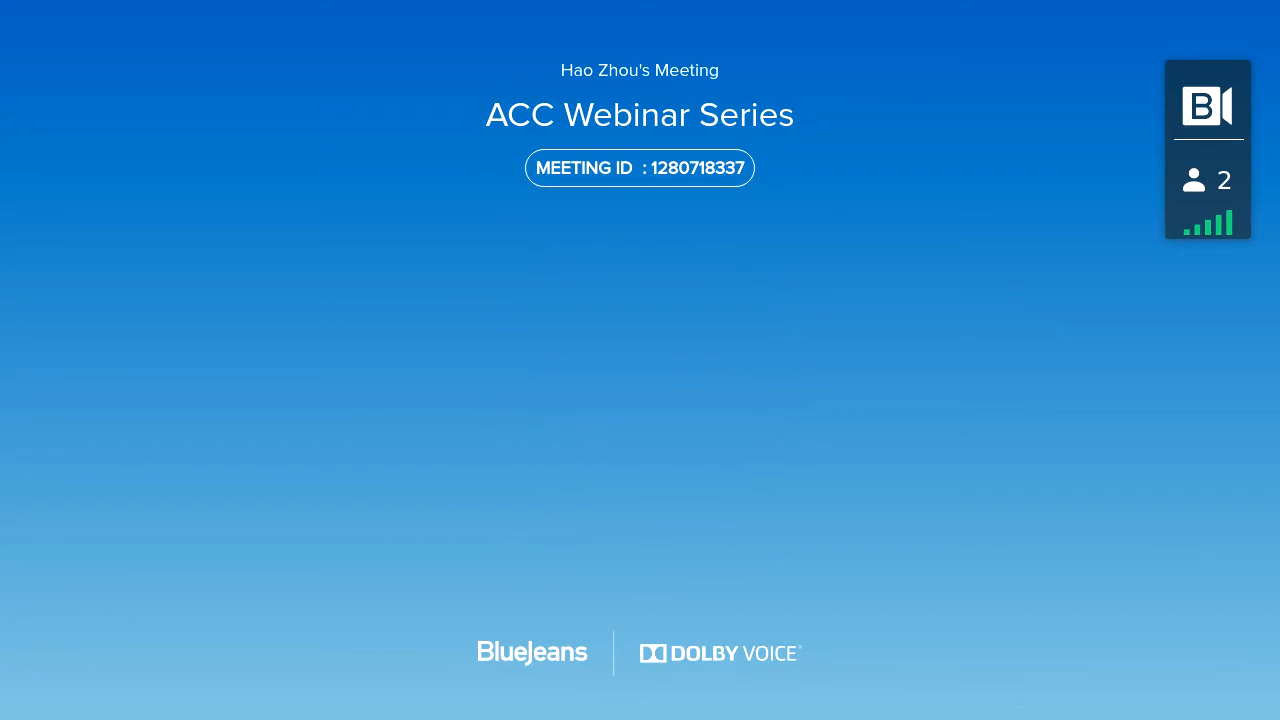 Hao Zhou's Meeting
ACC Webinar Series
MEETING ID : 1280718337
B
2
BlueJeans
DOLBY VOICE